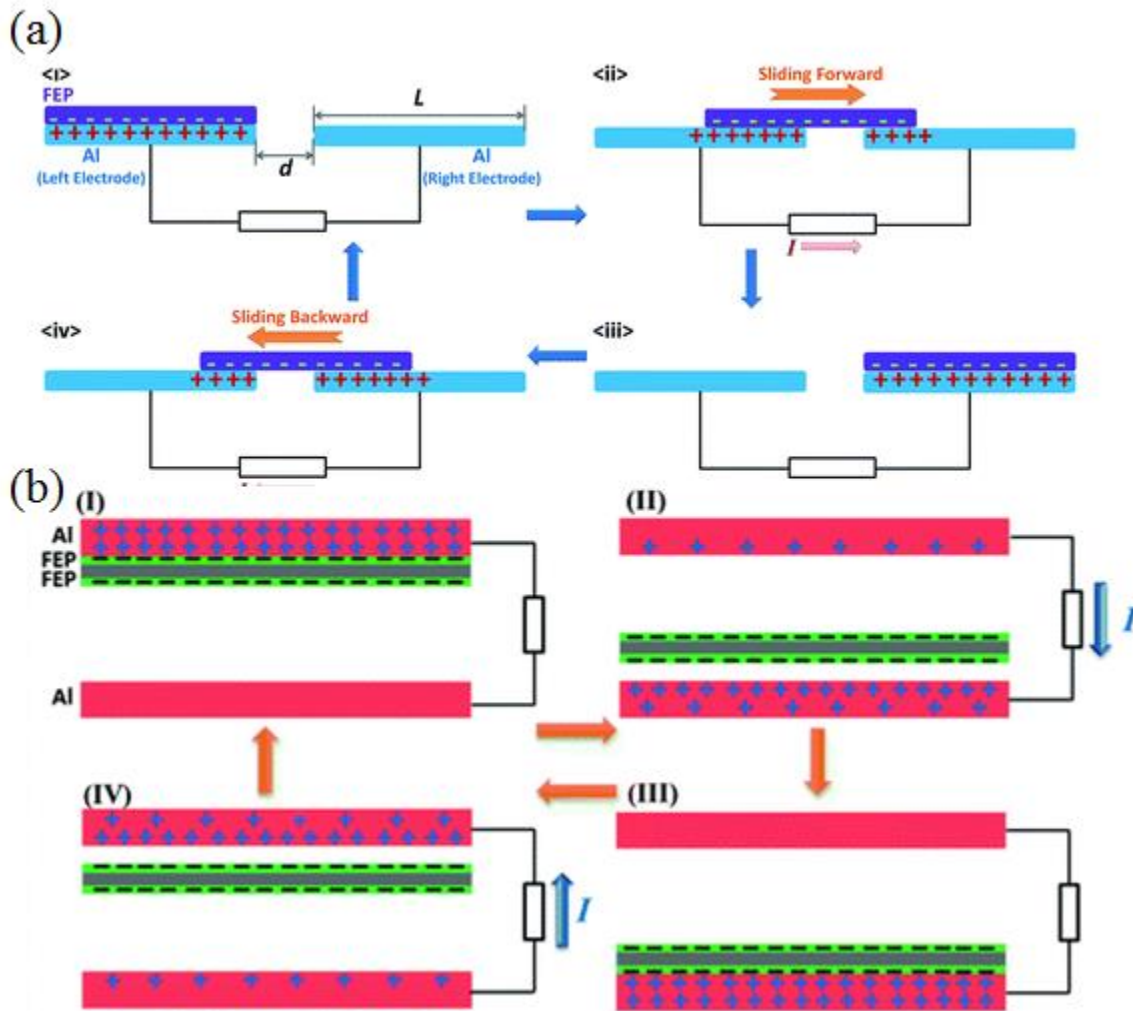 (a)
<i>
FEP
L
Al
(Left Electrode)
d
Al
(Right Electrode)
<ii>
Sliding Forward
I
<iv>
Sliding Backward
<iii>
(b)
(I)
Al
FEP
FEP
Al
(II)
I
(IV)
I
(III)